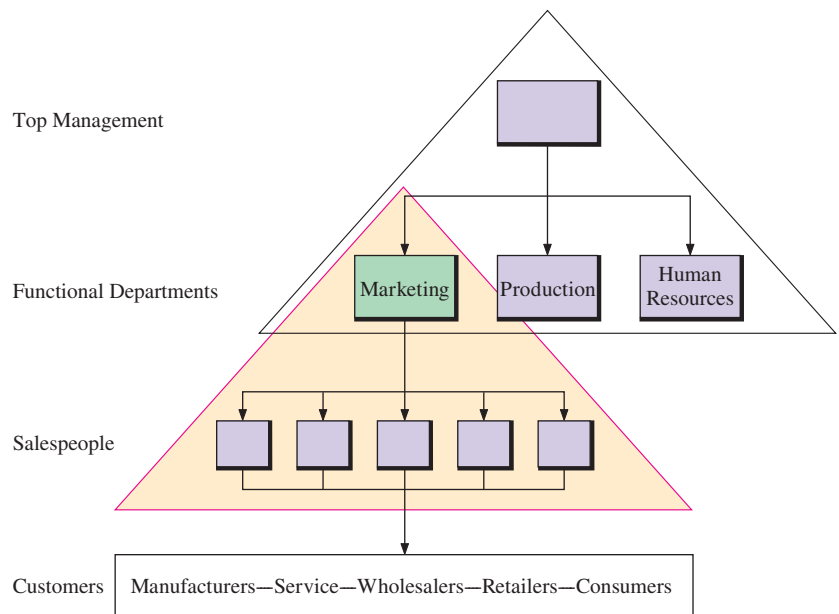 Top Management
Functional Departments
Marketing
Production
Human
Resources
Salespeople
Customers
Manufacturers—Service—Wholesalers—Retailers—Consumers